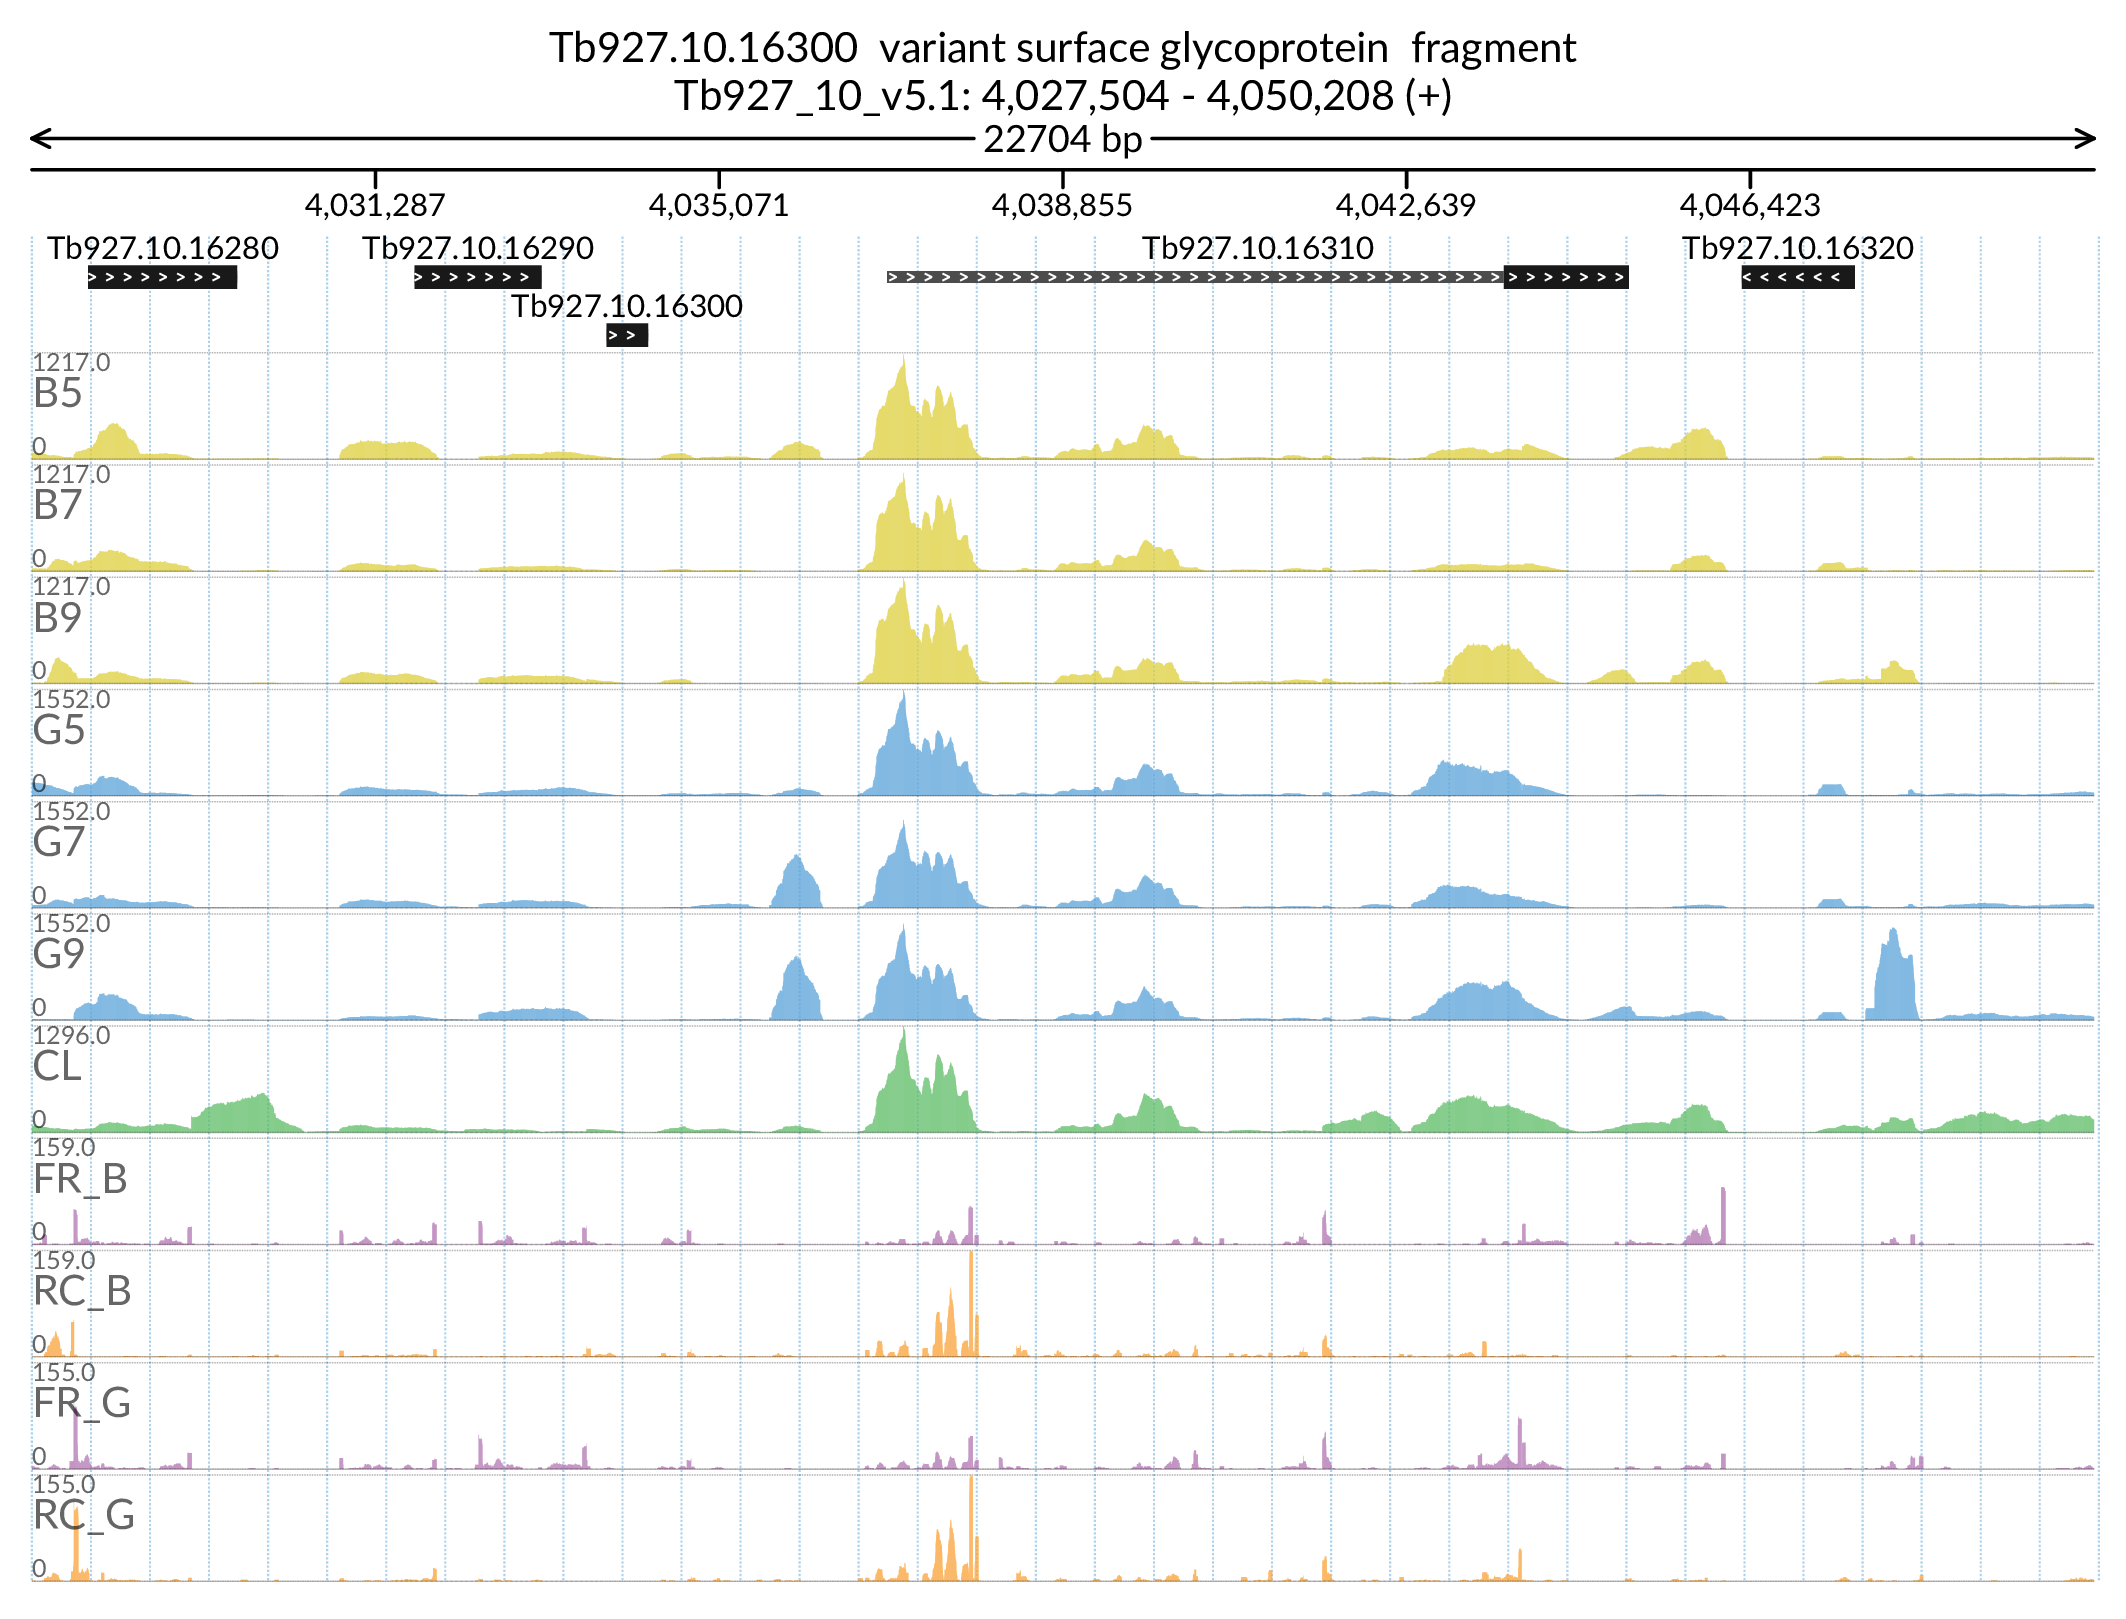 Tb927.10.16300  variant surface glycoprotein  fragment
Tb927_10_v5.1: 4,027,504 - 4,050,208 (+)
22704 bp
4,031,287 4,035,071 4,038,855 4,042,639 4,046,423
Tb927.10.16280 Tb927.10.16290 Tb927.10.16310 Tb927.10.16320
Tb927.10.16300
1217.0
B5
0
1217.0
B7
0
1217.0
B9
0
1552.0
G5
0
1552.0
G7
0
1552.0
G9
0
1296.0
CL
0
159.0
FR_B
0
159.0
RC_B
0
155.0
FR_G
0
155.0
RC_G
0